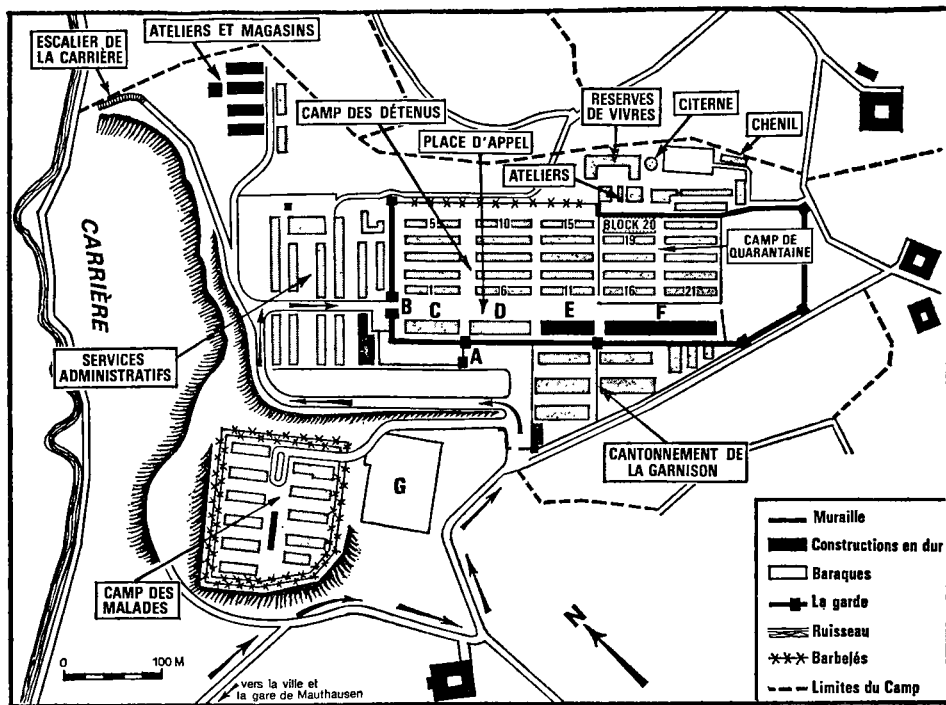 ESCALIER DE
LA CARRIÈRE
ATELIERS ET MAGASINS
CAMP DES DÉTENUS
PLACE D'APPEL
RESERVES
DE VIVRES
CITERNE
CHENIL
ATELIERS
CARRIÈRE
5 10 15 BLOCK 20
19
CAMP DE
QUARANTAINE
1 6 11 16 21
B C D E F
A
SERVICES
ADMINISTRATIFS
CANTONNEMENT DE
LA GARNISON
G
CAMP DES
MALADES
N
0 100 M
vers la ville et
la gare de Mauthausen
Muraille
Constructions en dur
Baraques
La garde
Ruisseau
Barbelés
Limites du Camp